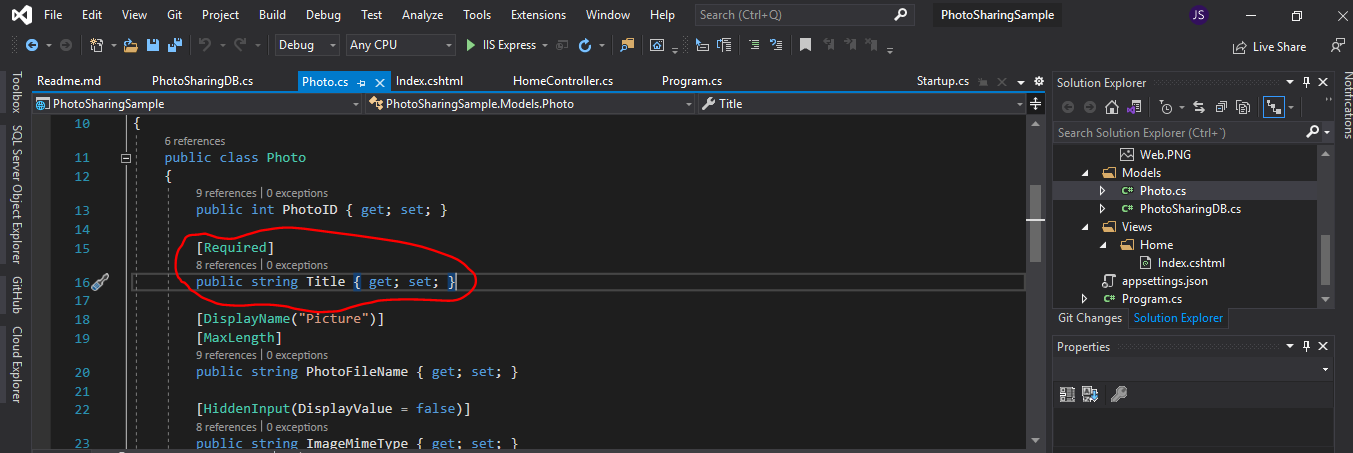 File Edit View Git Project Build Debug Test Analyze Tools Extensions Window Help Search (Ctrl+Q) PhotoSharingSample JS
Debug Any CPU IIS Express Live Share
Toolbox
SQL Server Object Explorer
GitHub
Cloud Explorer
Readme.md PhotoSharingDB.cs Photo.cs Index.cshtml HomeController.cs Program.cs Startup.cs
PhotoSharingSample PhotoSharingSample.Models.Photo Title
10 {
6 references
11 public class Photo
12 {
9 references | 0 exceptions
13 public int PhotoID { get; set; }
14
15 [Required]
8 references | 0 exceptions
16 public string Title { get; set; }
17
18 [DisplayName("Picture")]
19 [MaxLength]
9 references | 0 exceptions
20 public string PhotoFileName { get; set; }
21
22 [HiddenInput(DisplayValue = false)]
8 references | 0 exceptions
23 public string ImageMimeType { get; set; }
Solution Explorer
Search Solution Explorer (Ctrl+¨)
Web.PNG
Models
Photo.cs
PhotoSharingDB.cs
Views
Home
Index.cshtml
appsettings.json
Program.cs
Git Changes Solution Explorer
Properties
Notifications